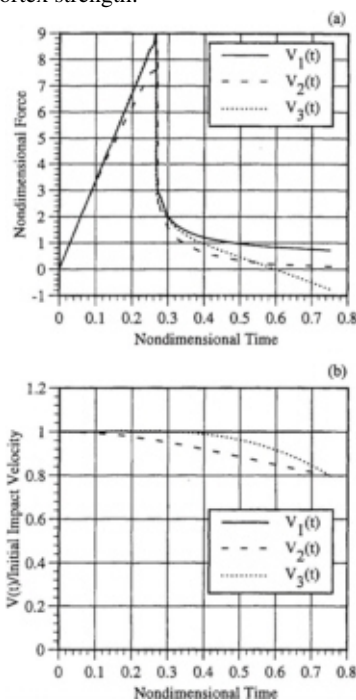 vortex strength.
(a)
9
8
7
6
5
4
3
2
1
0
-1
Nondimensional Force
V1(t)
V2(t)
V3(t)
0 0.1 0.2 0.3 0.4 0.5 0.6 0.7 0.8
Nondimensional Time
(b)
1.2
1
0.8
0.6
0.4
0.2
0
V(t)/Initial Impact Velocity
V1(t)
V2(t)
V3(t)
0 0.1 0.2 0.3 0.4 0.5 0.6 0.7 0.8
Nondimensional Time